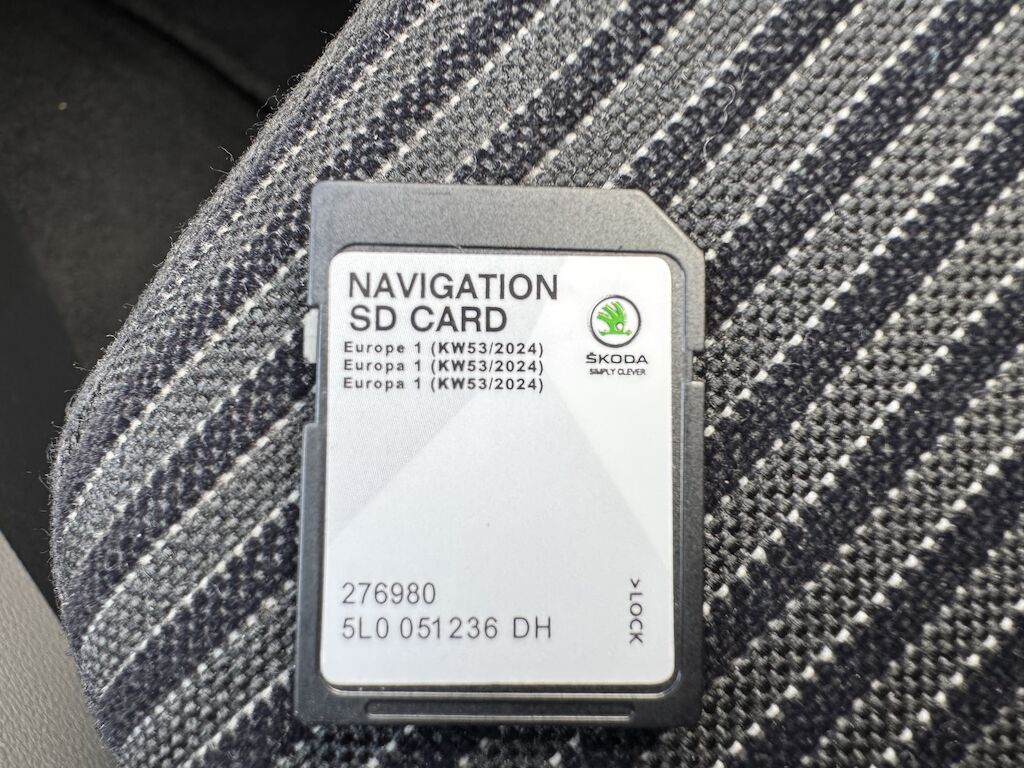 NAVIGATION
SD CARD
Europe 1 (KW53/2024)
Europe 1 (KW53/2024)
Europa 1 (KW53/2024)
ŠKODA
SIMPLY CLEVER
276980
5L0 051236 DH
>LOCK